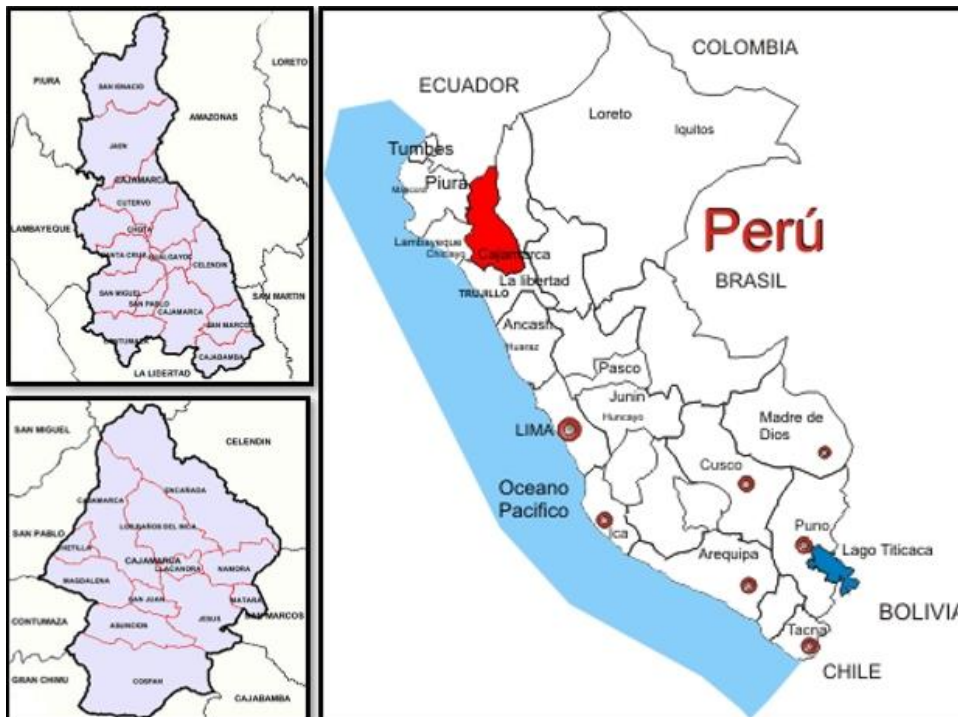 PIURA
LORETO
SAN IGNACIO
AMAZONAS
JAEN
CAJAMARCA
CUTERVO
LAMBAYEQUE
CHOTA
SANTA CRUZ
HUALGAYOC
CELENDIN
SAN MIGUEL
SAN PABLO
CAJAMARCA
SAN MARTIN
SAN MARCOS
CONTUMAZA
CAJABAMBA
LA LIBERTAD
SAN MIGUEL
CELENDIN
CAJAMARCA
ENCAÑADA
SAN PABLO
LOS BAÑOS DEL INCA
CHETILLA
CAJAMARCA
LLACANORA
NAMORA
MAGDALENA
SAN JUAN
MATARA
CONTUMAZA
ASUNCION
JESUS
SAN MARCOS
GRAN CHIMU
COSPAN
CAJABAMBA
COLOMBIA
ECUADOR
Loreto
Iquitos
Tumbes
Piura
Lambayeque
Chiclayo
Cajamarca
Perú
BRASIL
La libertad
TRUJILLO
Ancash
Huaraz
Pasco
Junin
Huncayo
LIMA
Madre de
Dios
Cusco
Oceano
Pacifico
Ica
Puno
Arequipa
Lago Titicaca
BOLIVIA
Tacna
CHILE